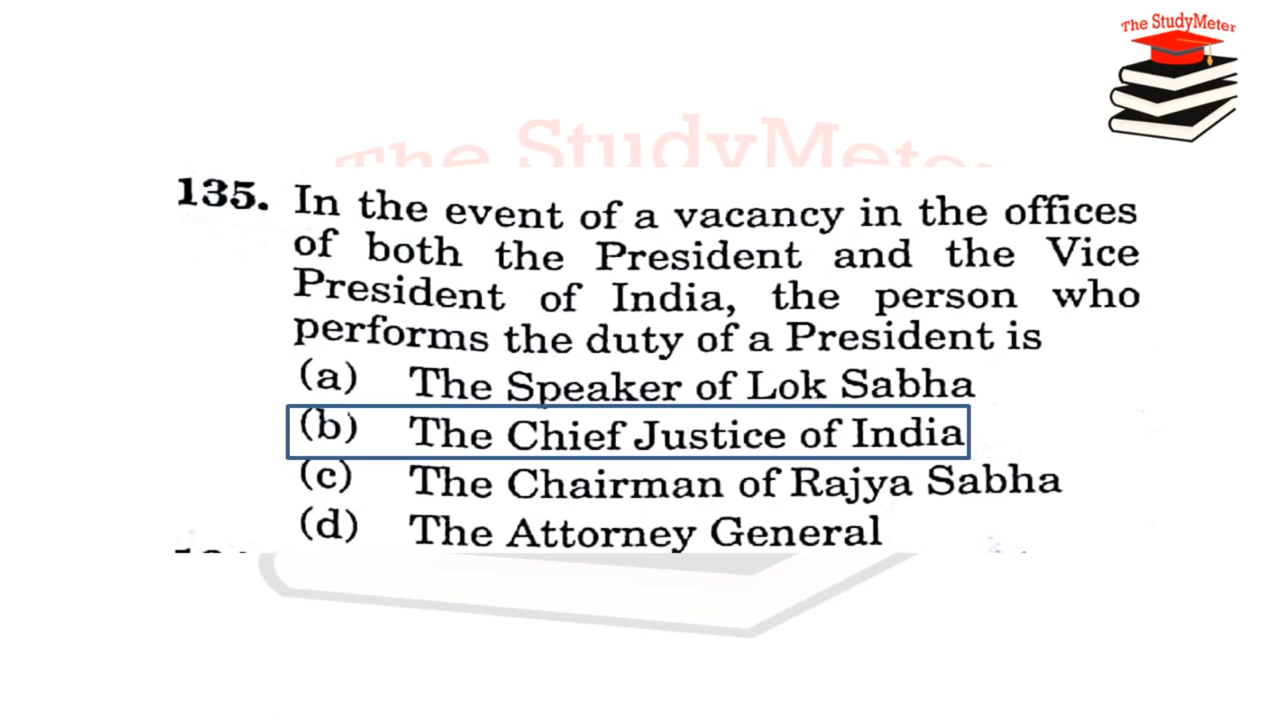 The StudyMeter
The StudyMeter
135. In the event of a vacancy in the offices
of both the President and the Vice
President of India, the person who
performs the duty of a President is
(a) The Speaker of Lok Sabha
(b) The Chief Justice of India
(c) The Chairman of Rajya Sabha
(d) The Attorney General